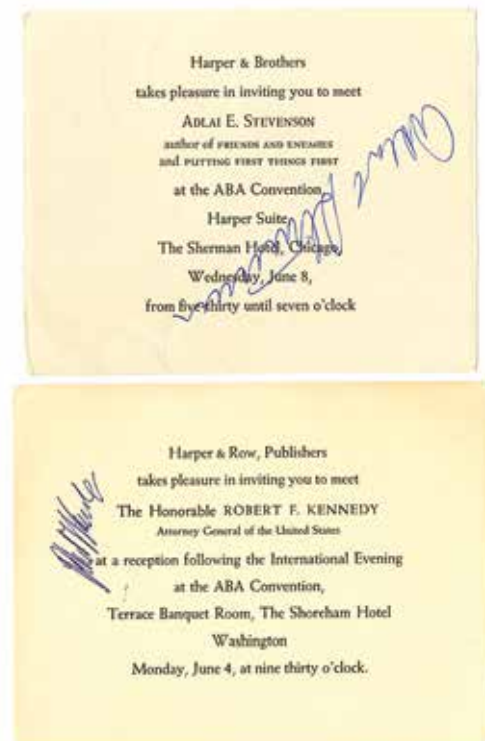 Harper & Brothers
takes pleasure in inviting you to meet
ADLAI E. STEVENSON
author of FRIENDS AND ENEMIES
and PUTTING FIRST THINGS FIRST
at the ABA Convention
Harper Suite
The Sherman Hotel, Chicago,
Wednesday, June 8,
from five-thirty until seven o'clock
Harper & Row, Publishers
takes pleasure in inviting you to meet
The Honorable ROBERT F. KENNEDY
Attorney General of the United States
at a reception following the International Evening
at the ABA Convention,
Terrace Banquet Room, The Shoreham Hotel
Washington
Monday, June 4, at nine thirty o'clock.